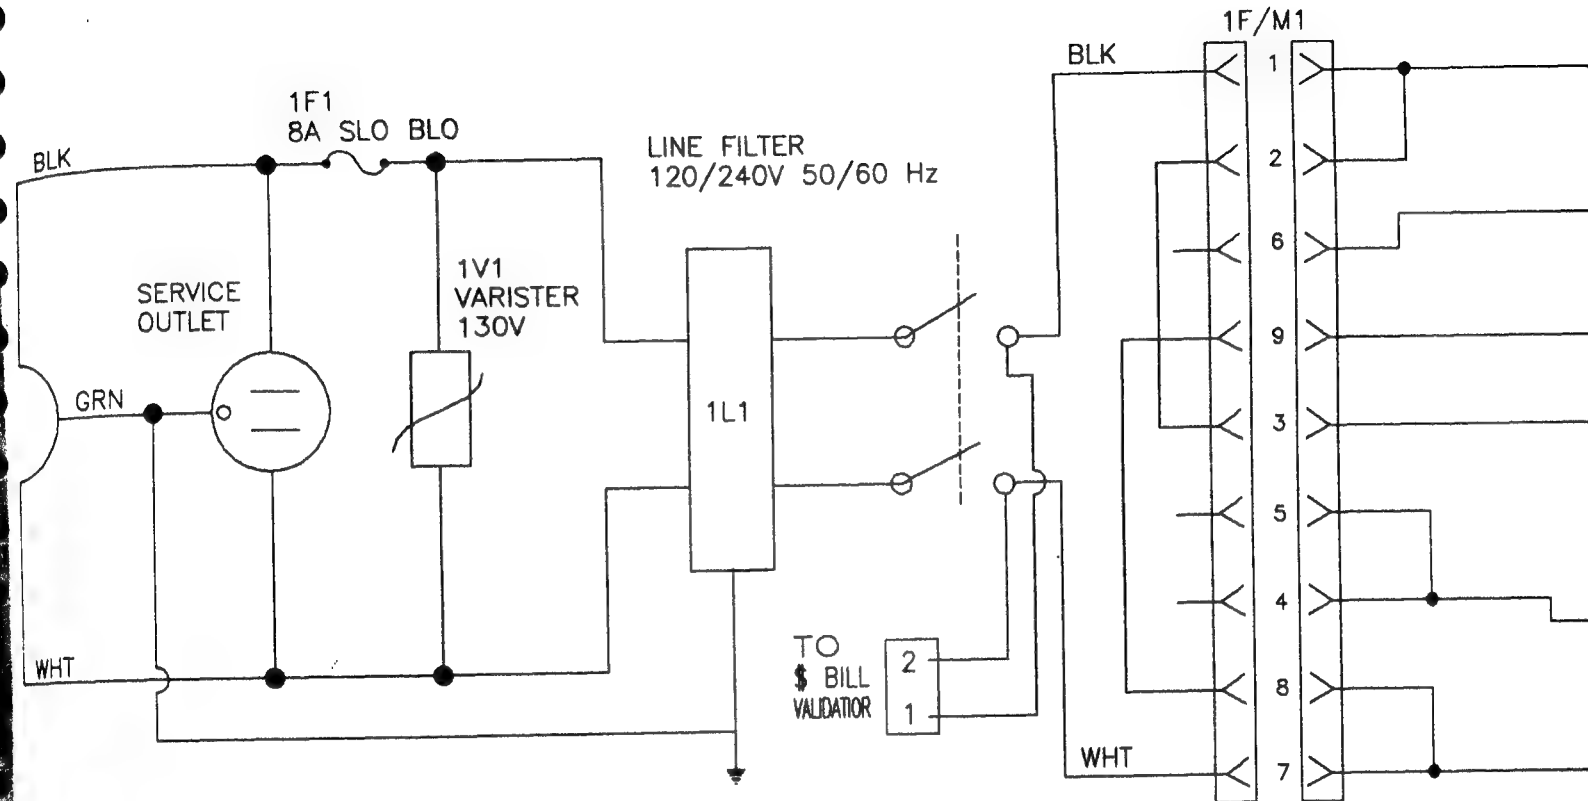 1F/M1
BLK
1
1F1
8A SLO BLO
LINE FILTER
120/240V 50/60 Hz
BLK
2
6
1V1
VARISTER
130V
SERVICE
OUTLET
9
GRN
1L1
3
5
4
TO
$ BILL
VALIDATIOR
2
1
WHT
8
WHT
7